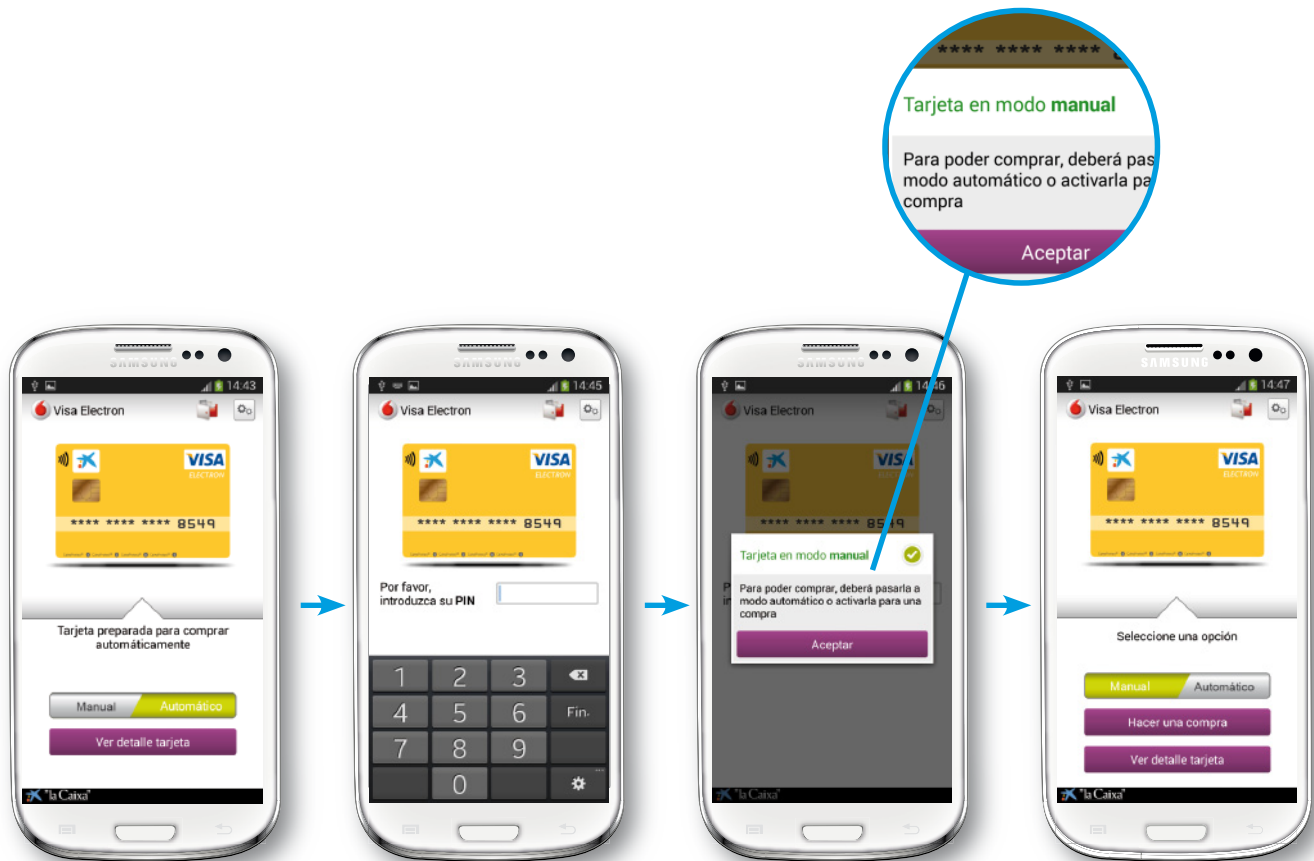 **** **** ****
Tarjeta en modo manual
Para poder comprar, deberá pas
modo automático o activarla pa
compra
Aceptar
SAMSUNG
14:43
Visa Electron
VISA
ELECTRON
**** **** **** 8549
Tarjeta preparada para comprar
automáticamente
Manual Automático
Ver detalle tarjeta
"la Caixa"
SAMSUNG
14:45
Visa Electron
VISA
ELECTRON
**** **** **** 8549
Por favor,
introduzca su PIN
1 2 3
4 5 6 Fin.
7 8 9
0
SAMSUNG
14:46
Visa Electron
VISA
ELECTRON
**** **** **** 8549
Tarjeta en modo manual
Para poder comprar, deberá pasarla a
modo automático o activarla para una
compra
Aceptar
"la Caixa"
SAMSUNG
14:47
Visa Electron
VISA
ELECTRON
**** **** **** 8549
Seleccione una opción
Manual Automático
Hacer una compra
Ver detalle tarjeta
"la Caixa"